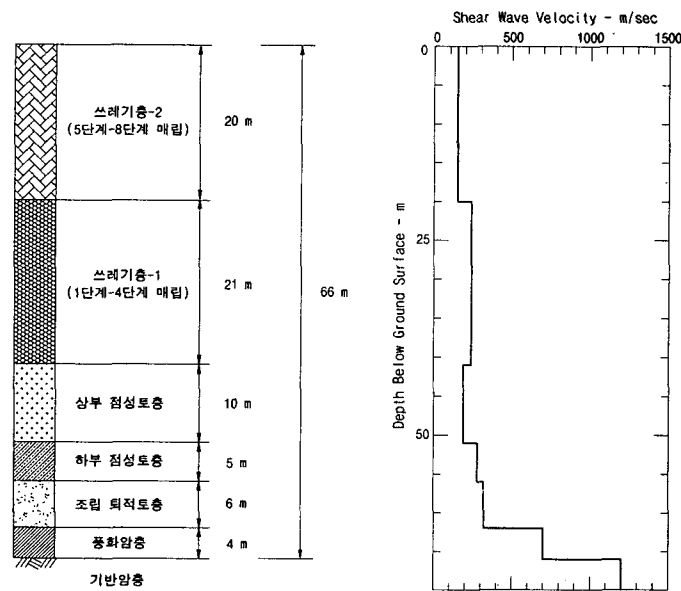 쓰레기층-2
(5단계-8단계 매립)
20 m
쓰레기층-1
(1단계-4단계 매립)
21 m
66 m
상부 점성토층
10 m
하부 점성토층
5 m
조립 퇴적토층
6 m
풍화암층
4 m
기반암층
Shear Wave Velocity - m/sec
0 500 1000 1500
0
25
50
Depth Below Ground Surface - m